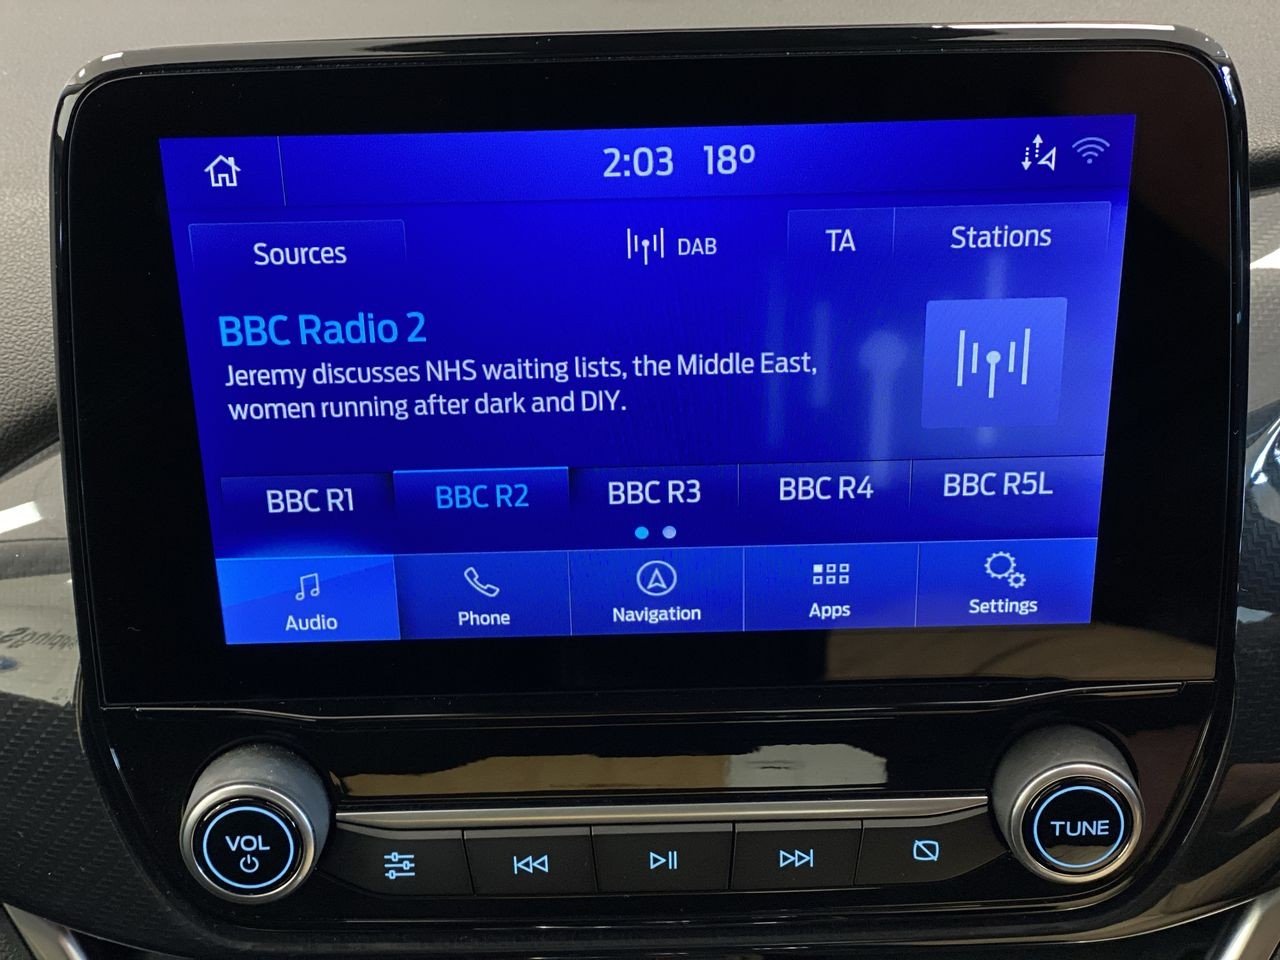 2:03 18º
Sources
DAB
TA
Stations
BBC Radio 2
Jeremy discusses NHS waiting lists, the Middle East,
women running after dark and DIY.
BBC R1
BBC R2
BBC R3
BBC R4
BBC R5L
Audio
Phone
Navigation
Apps
Settings
VOL
TUNE